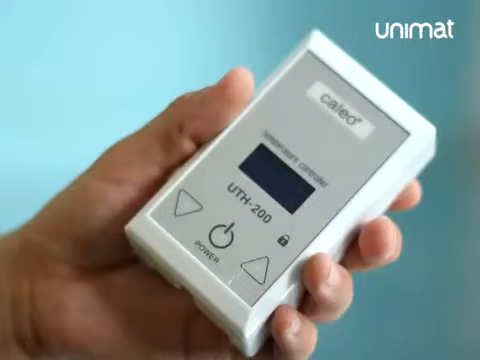 unimat
caleo®
Temperature controller
UTH-200
POWER